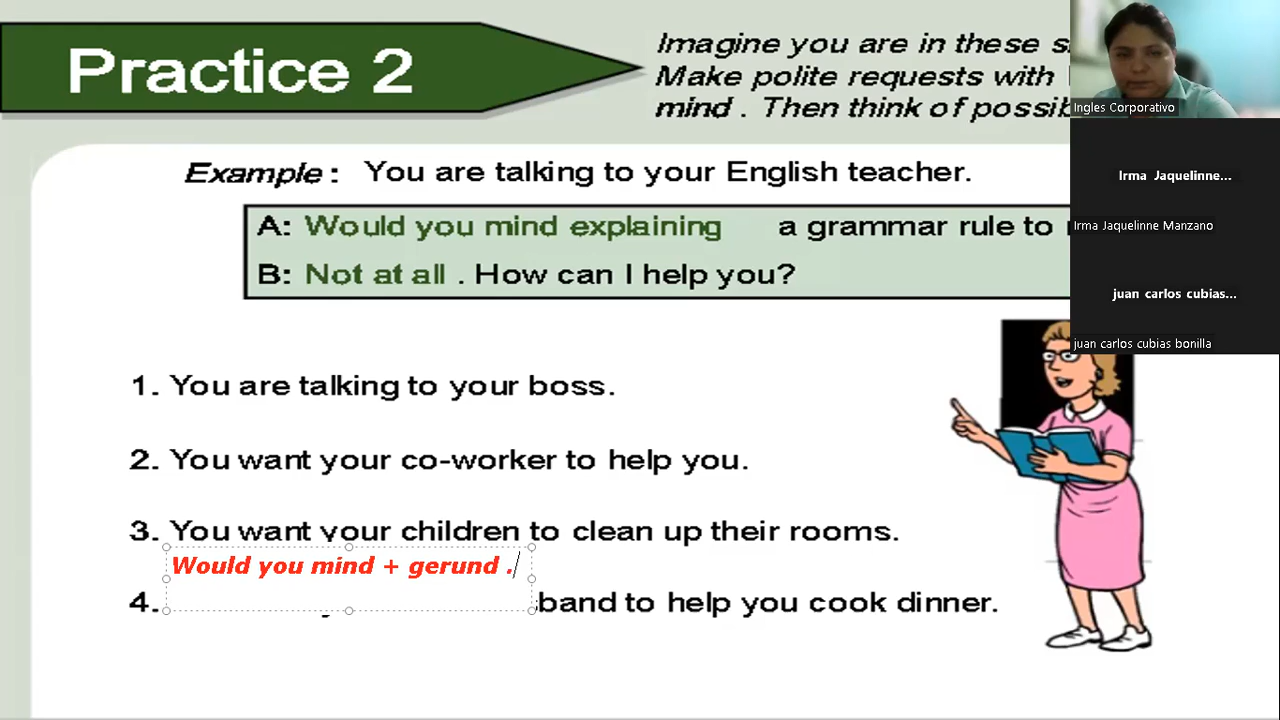 Practice 2
Imagine you are in these
Make polite requests with
mind . Then think of
Example : You are talking to your English teacher.
A: Would you mind explaining a grammar rule to
B: Not at all . How can I help you?
1. You are talking to your boss.
2. You want your co-worker to help you.
3. You want your children to clean up their rooms.
Would you mind + gerund .
4. to help you cook dinner.
Ingles Corporativo
Irma Jaquelinne...
Irma Jaquelinne Manzano
juan carlos cubias...
juan carlos cubias bonilla